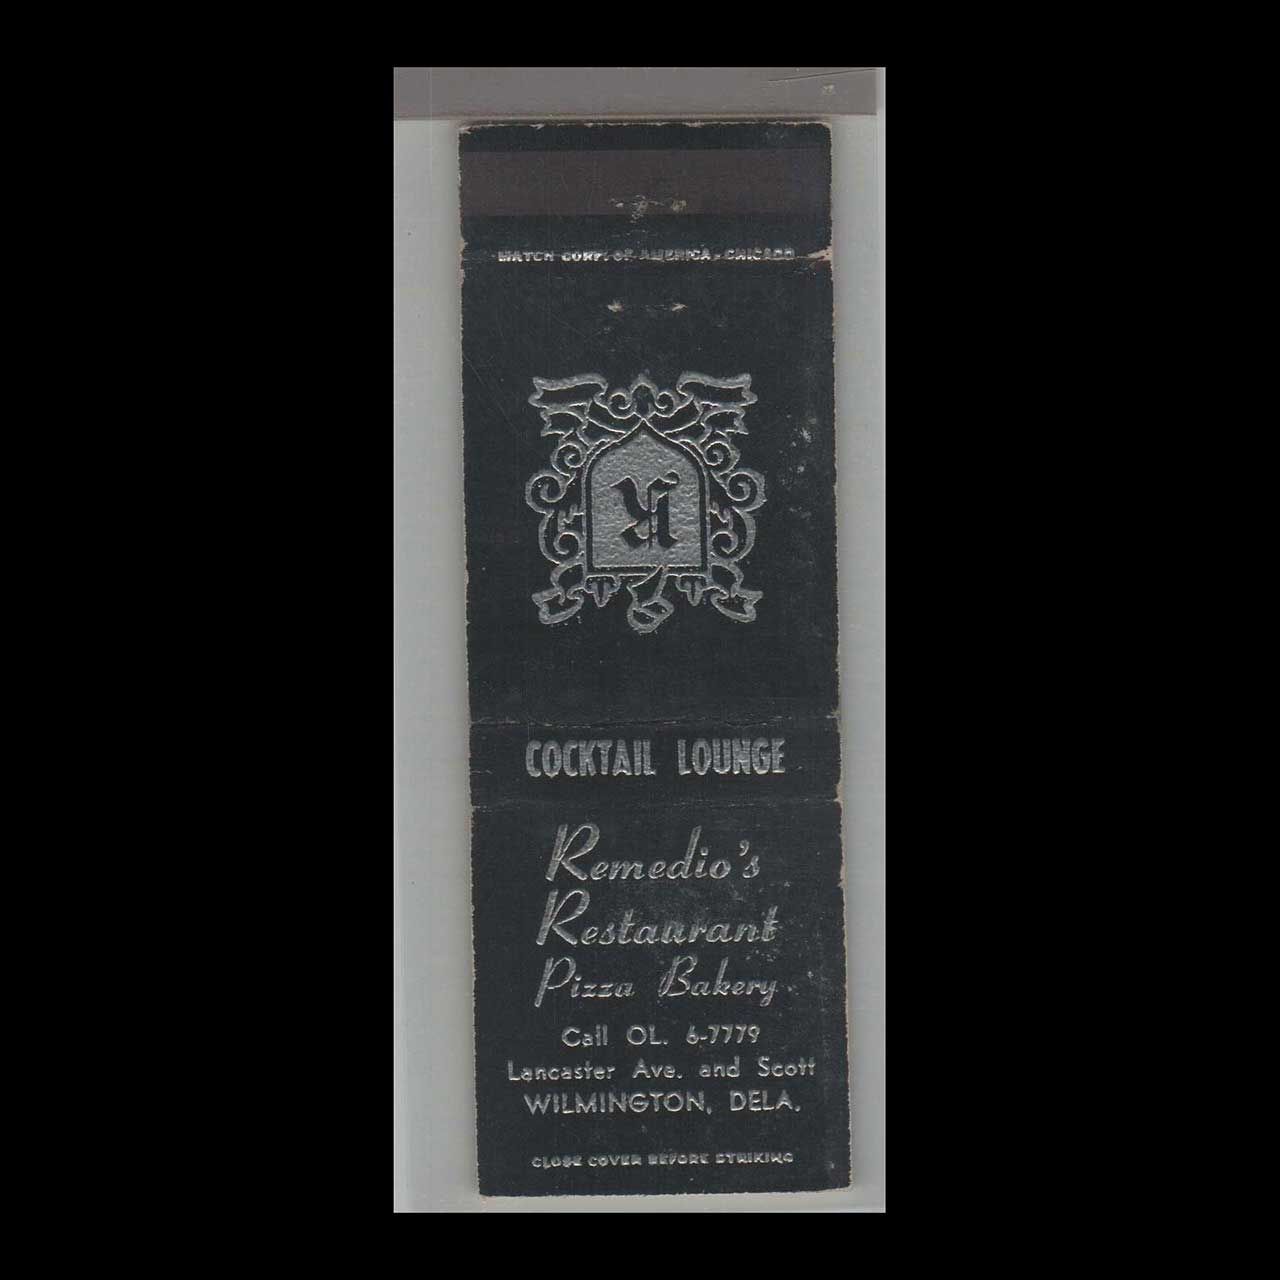 MATCH CORP. OF AMERICA, CHICAGO
R
COCKTAIL LOUNGE
Remedio's
Restaurant
Pizza Bakery
Call OL. 6-7779
Lancaster Ave. and Scott
WILMINGTON, DELA.
CLOSE COVER BEFORE STRIKING